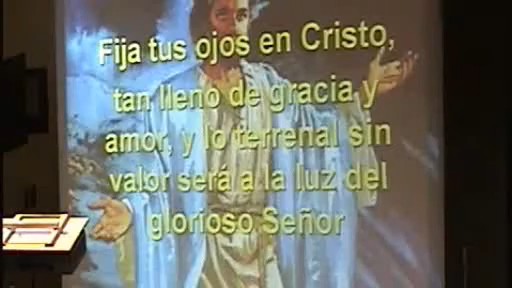 Fija tus ojos en Cristo,
tan lleno de gracia y
amor, y lo terrenal sin
valor será a la luz del
glorioso Señor